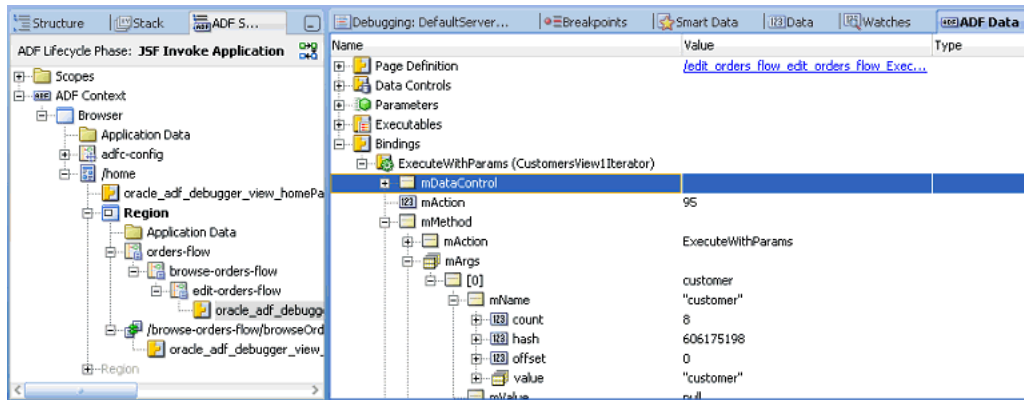 Structure Stack ADF S...
ADF Lifecycle Phase: JSF Invoke Application
Scopes
ADF Context
Browser
Application Data
adfc-config
/home
oracle_adf_debugger_view_homePa
Region
Application Data
orders-flow
browse-orders-flow
edit-orders-flow
oracle_adf_debugg
/browse-orders-flow/browseOrd
oracle_adf_debugger_view_
Region
Debugging: DefaultServer... Breakpoints Smart Data Data Watches ADF Data
Name Value Type
Page Definition /edit_orders_flow_edit_orders_flow_Exec...
Data Controls
Parameters
Executables
Bindings
ExecuteWithParams (CustomersView1Iterator)
mDataControl
mAction 95
mMethod
mAction ExecuteWithParams
mArgs
[0] customer
mName "customer"
count 8
hash 606175198
offset 0
value "customer"
mValue null